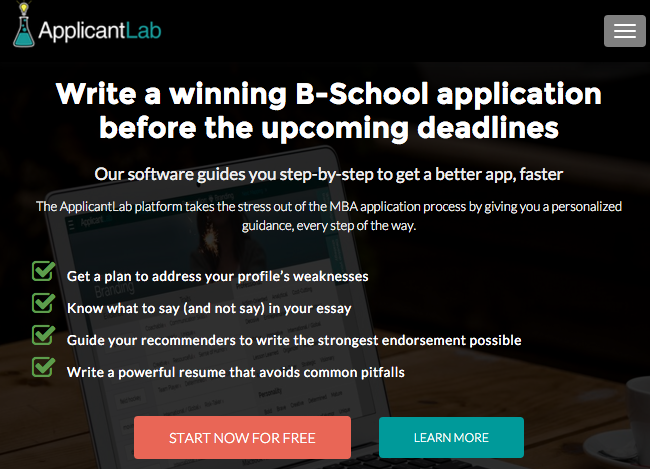 ApplicantLab
Write a winning B-School application
before the upcoming deadlines
Our software guides you step-by-step to get a better app, faster
The ApplicantLab platform takes the stress out of the MBA application process by giving you a personalized
guidance, every step of the way.
Get a plan to address your profile's weaknesses
Know what to say (and not say) in your essay
Guide your recommenders to write the strongest endorsement possible
Write a powerful resume that avoids common pitfalls
START NOW FOR FREE
LEARN MORE
Applicant
Branding